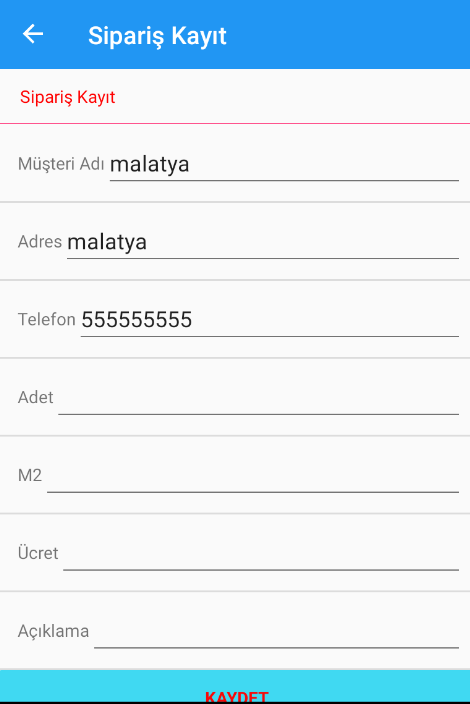 Sipariş Kayıt
Sipariş Kayıt
Müşteri Adı malatya
Adres malatya
Telefon 555555555
Adet
M2
Ücret
Açıklama
KAYDET